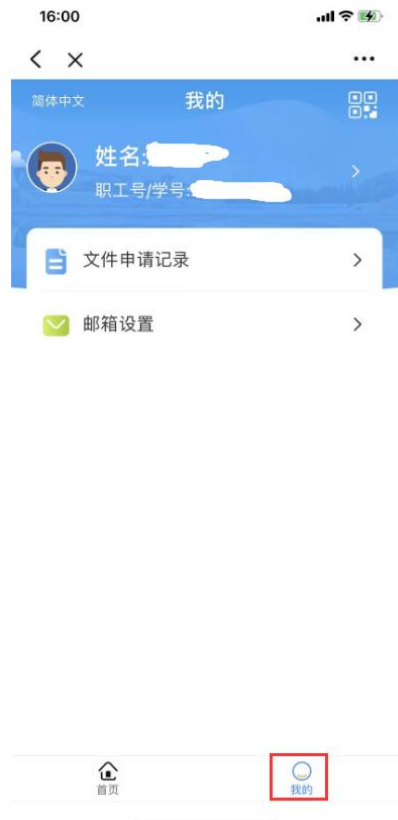 16:00
简体中文
我的
姓名:
职工号/学号:
文件申请记录
邮箱设置
首页
我的